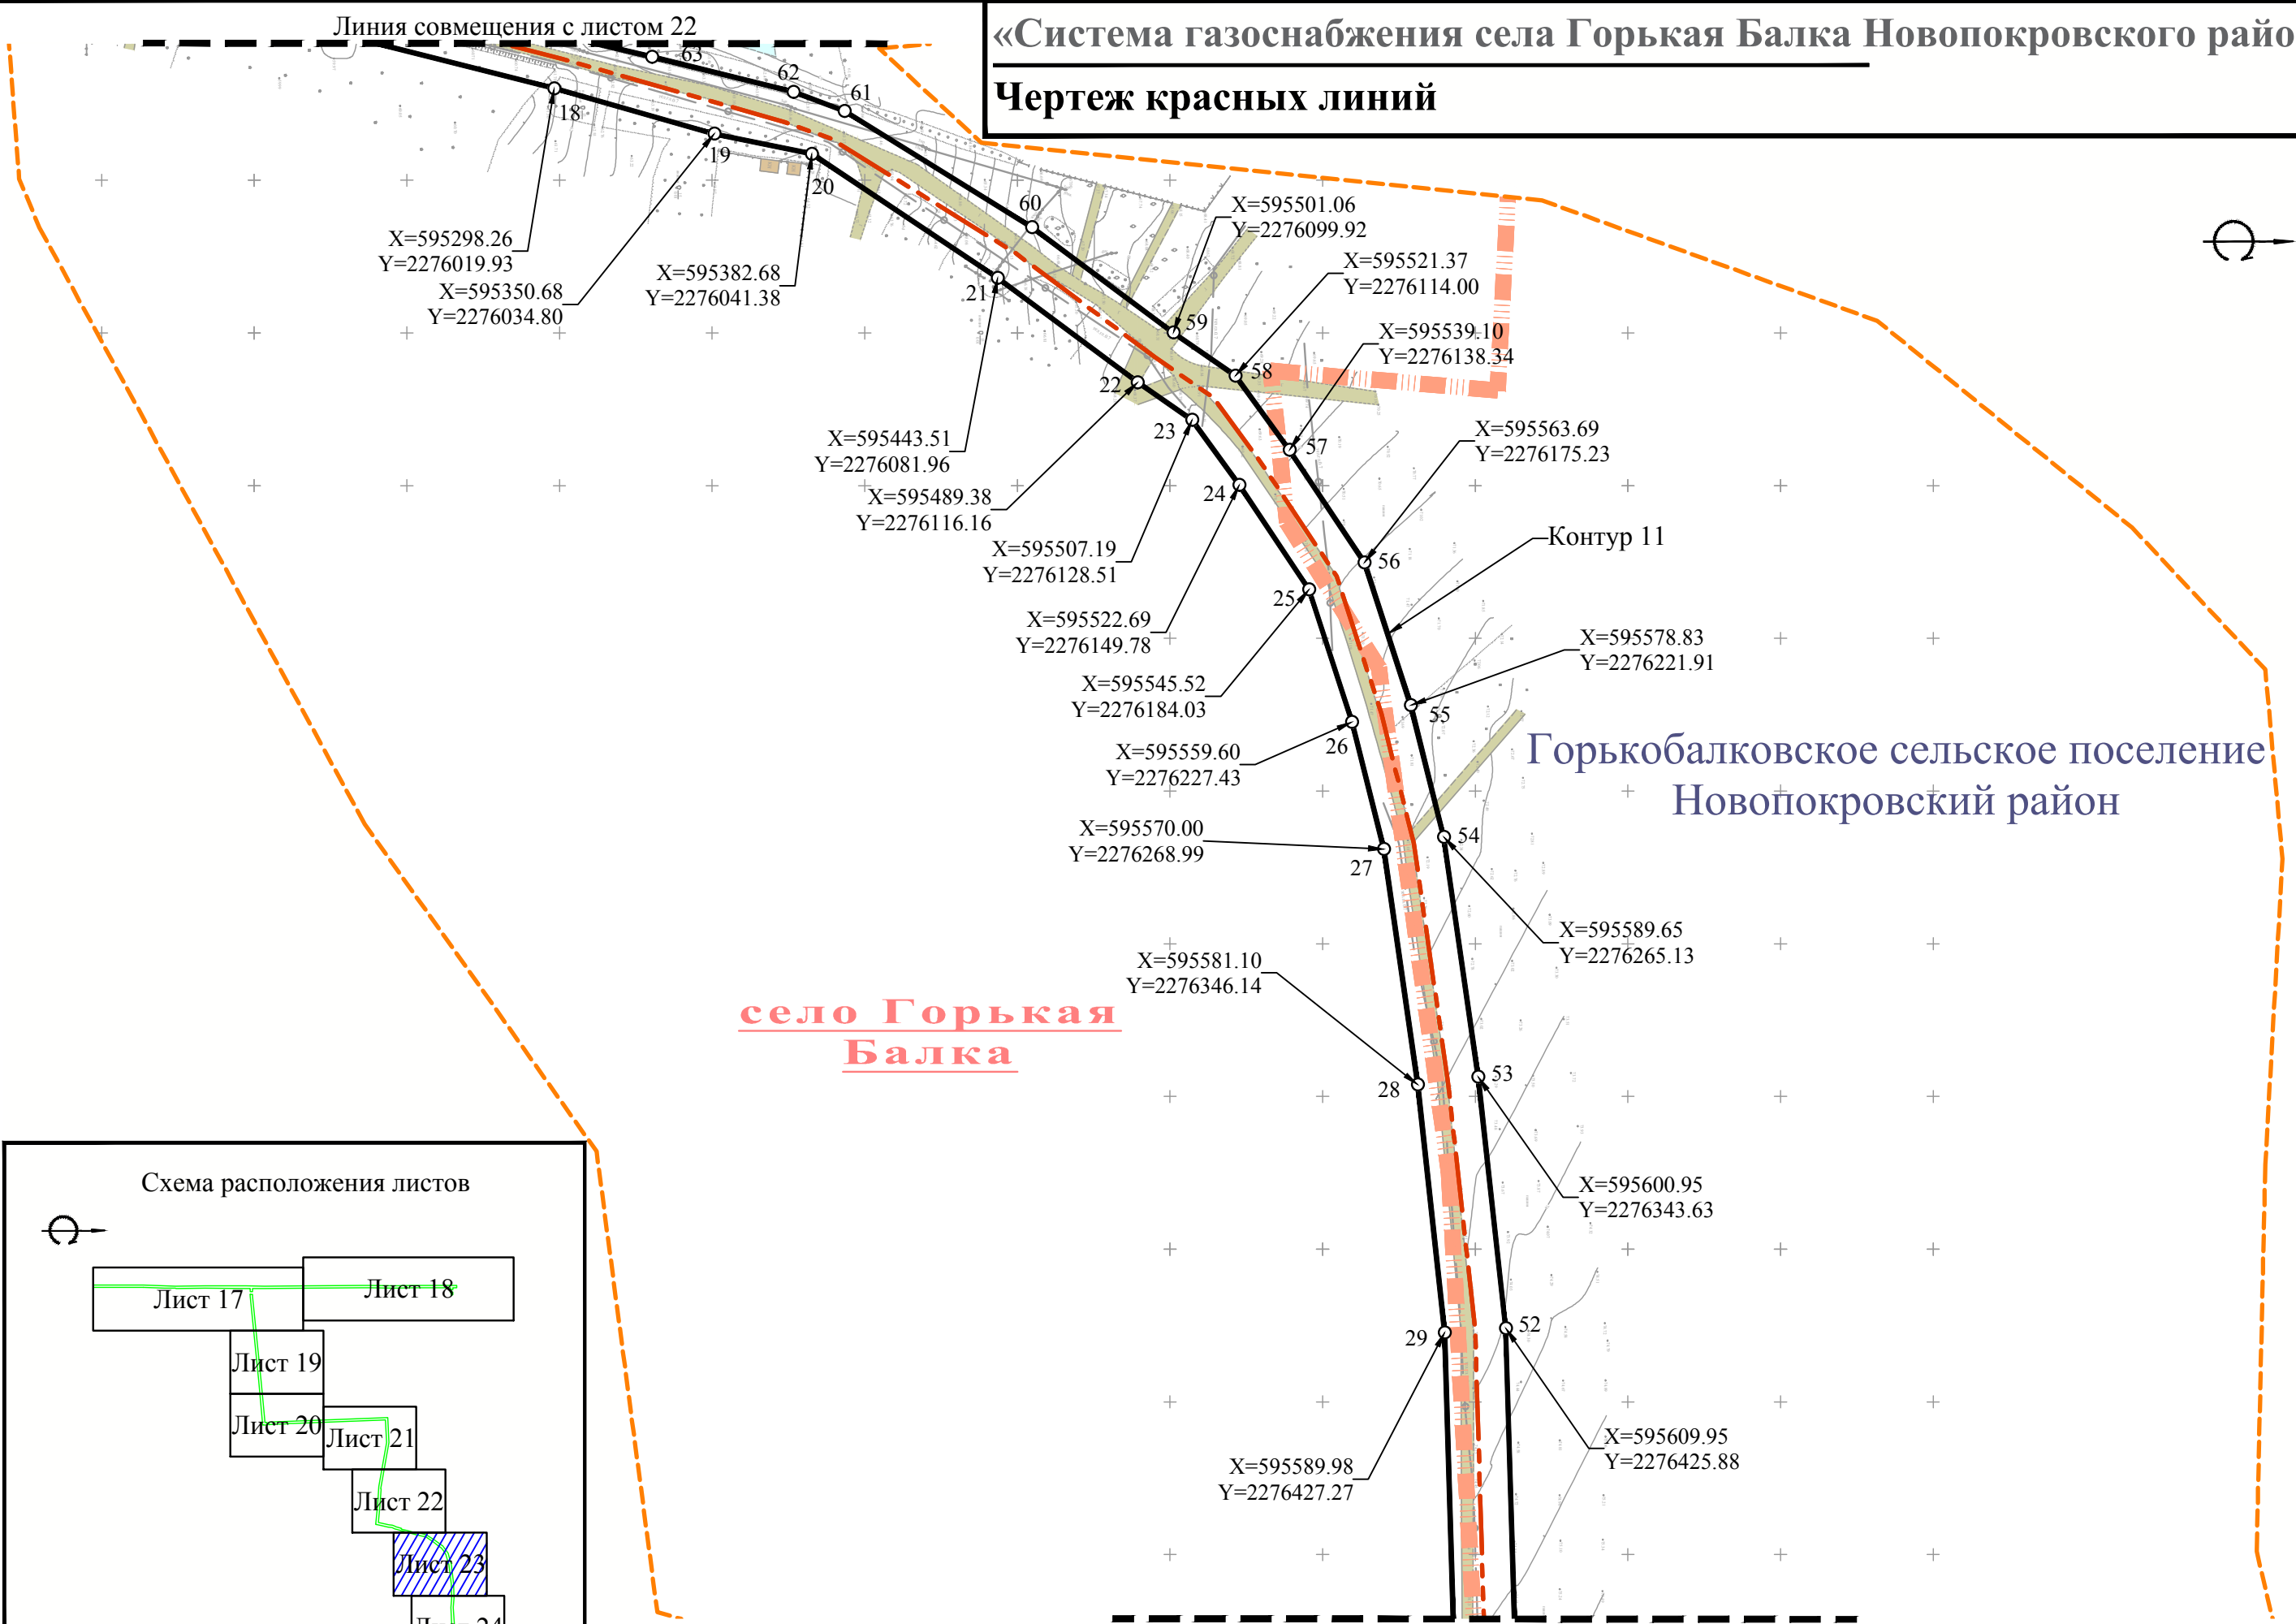 Линия совмещения с листом 22
«Система газоснабжения села Горькая Балка Новопокровского райо
Чертеж красных линий
63
62
61
18
19
20
60
X=595501.06
Y=2276099.92
X=595298.26
Y=2276019.93
X=595350.68
Y=2276034.80
X=595382.68
Y=2276041.38
X=595521.37
Y=2276114.00
21
59
X=595539.10
Y=2276138.34
58
22
X=595443.51
Y=2276081.96
23
57
X=595563.69
Y=2276175.23
X=595489.38
Y=2276116.16
24
Контур 11
X=595507.19
Y=2276128.51
56
25
X=595522.69
Y=2276149.78
X=595578.83
Y=2276221.91
X=595545.52
Y=2276184.03
55
26
Горькобалковское сельское поселение
Новопокровский район
X=595559.60
Y=2276227.43
X=595570.00
Y=2276268.99
54
27
X=595589.65
Y=2276265.13
X=595581.10
Y=2276346.14
село Горькая
Балка
53
28
X=595600.95
Y=2276343.63
52
29
X=595609.95
Y=2276425.88
X=595589.98
Y=2276427.27
Схема расположения листов
Лист 17
Лист 18
Лист 19
Лист 20
Лист 21
Лист 22
Лист 23
Лист 24